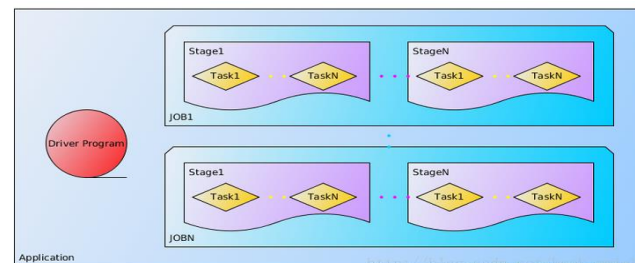 Stage1
StageN
Task1
TaskN
Task1
TaskN
JOB1
Driver Program
Stage1
StageN
Task1
TaskN
Task1
TaskN
JOBN
Application